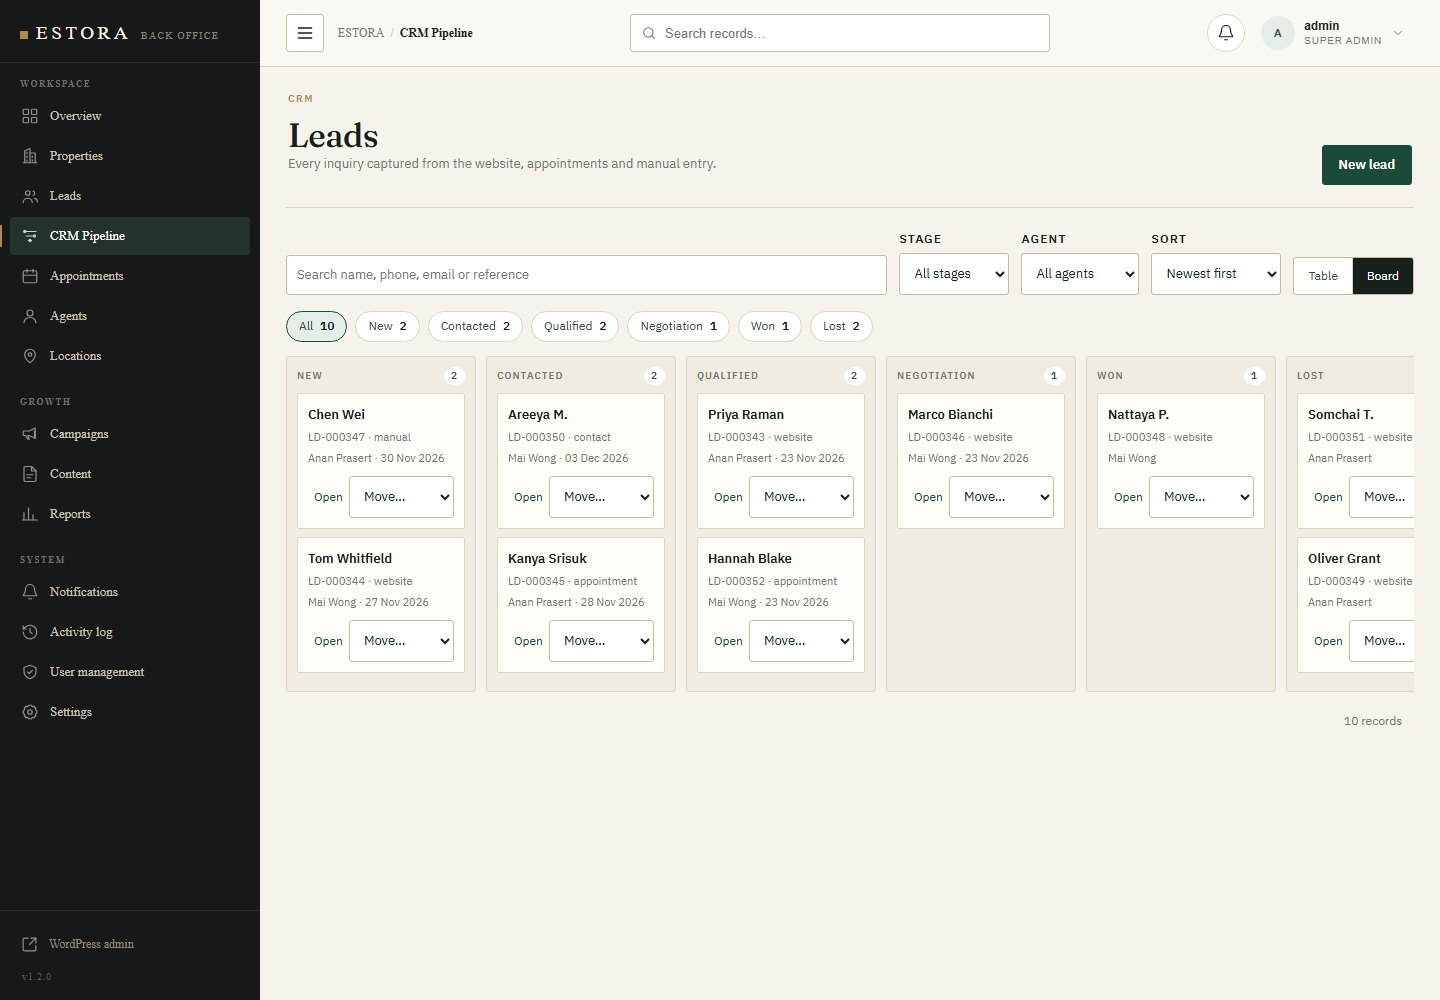 ESTORA BACK OFFICE
WORKSPACE
Overview
Properties
Leads
CRM Pipeline
Appointments
Agents
Locations
GROWTH
Campaigns
Content
Reports
SYSTEM
Notifications
Activity log
User management
Settings
WordPress admin
v1.2.0
ESTORA / CRM Pipeline
Search records...
A
admin
SUPER ADMIN
CRM
Leads
Every inquiry captured from the website, appointments and manual entry.
New lead
STAGE AGENT SORT
Search name, phone, email or reference
All stages
All agents
Newest first
Table Board
All 10
New 2
Contacted 2
Qualified 2
Negotiation 1
Won 1
Lost 2
NEW 2
Chen Wei
LD-000347 · manual
Anan Prasert · 30 Nov 2026
Open Move...
Tom Whitfield
LD-000344 · website
Mai Wong · 27 Nov 2026
Open Move...
CONTACTED 2
Areeya M.
LD-000350 · contact
Mai Wong · 03 Dec 2026
Open Move...
Kanya Srisuk
LD-000345 · appointment
Anan Prasert · 28 Nov 2026
Open Move...
QUALIFIED 2
Priya Raman
LD-000343 · website
Anan Prasert · 23 Nov 2026
Open Move...
Hannah Blake
LD-000352 · appointment
Mai Wong · 23 Nov 2026
Open Move...
NEGOTIATION 1
Marco Bianchi
LD-000346 · website
Mai Wong · 23 Nov 2026
Open Move...
WON 1
Nattaya P.
LD-000348 · website
Mai Wong
Open Move...
LOST
Somchai T.
LD-000351 · website
Anan Prasert
Open Move...
Oliver Grant
LD-000349 · website
Anan Prasert
Open Move...
10 records